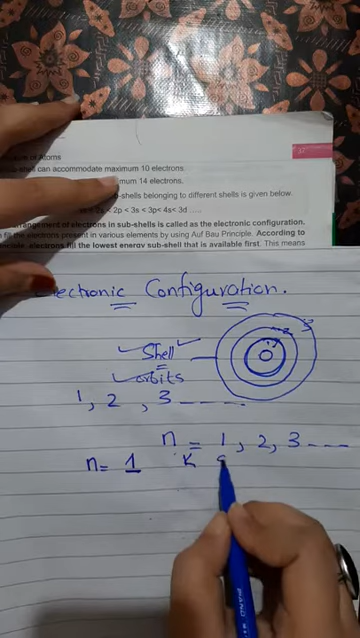 37
of Atoms
sub-shell can accommodate maximum 10 electrons.
mum 14 electrons.
b-shells belonging to different shells is given below.
< 2p < 3s < 3p< 4s< 3d .....
rrangement of electrons in sub-shells is called as the electronic configuration.
fill the electrons present in various elements by using Auf Bau Principle. According to
electrons fill the lowest energy sub-shell that is available first. This means
Electronic Configuration.
Shell
orbits
1, 2 , 3 ------
n = 1, 2, 3 ---
n = 1 K s